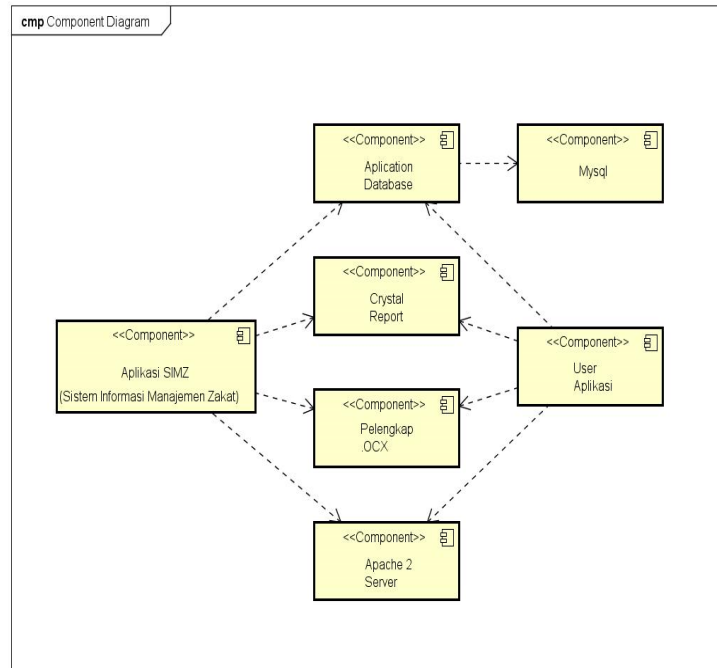 cmp Component Diagram
<<Component>>
Aplication
Database
<<Component>>
Mysql
<<Component>>
Crystal
Report
<<Component>>
Aplikasi SIMZ
(Sistem Informasi Manajemen Zakat)
<<Component>>
User
Aplikasi
<<Component>>
Pelengkap
.OCX
<<Component>>
Apache 2
Server